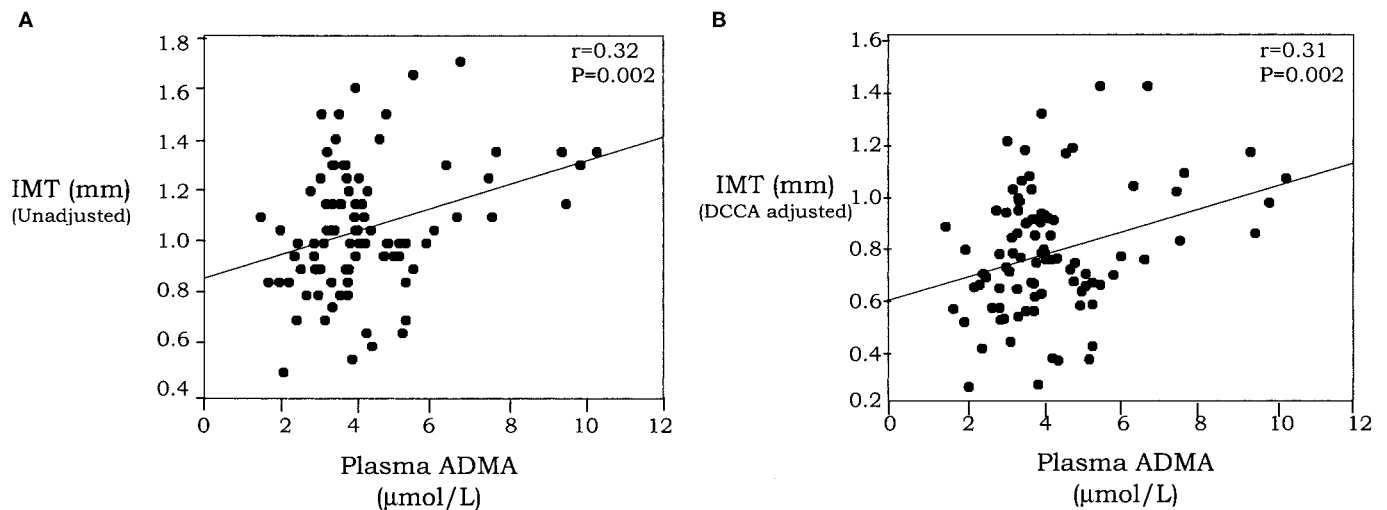 A
r=0.32
P=0.002
1.8
1.6
1.4
1.2
1.0
0.8
0.6
0.4
IMT (mm)
(Unadjusted)
0 2 4 6 8 10 12
Plasma ADMA
(μmol/L)
B
r=0.31
P=0.002
1.6
1.4
1.2
1.0
0.8
0.6
0.4
0.2
IMT (mm)
(DCCA adjusted)
0 2 4 6 8 10 12
Plasma ADMA
(μmol/L)